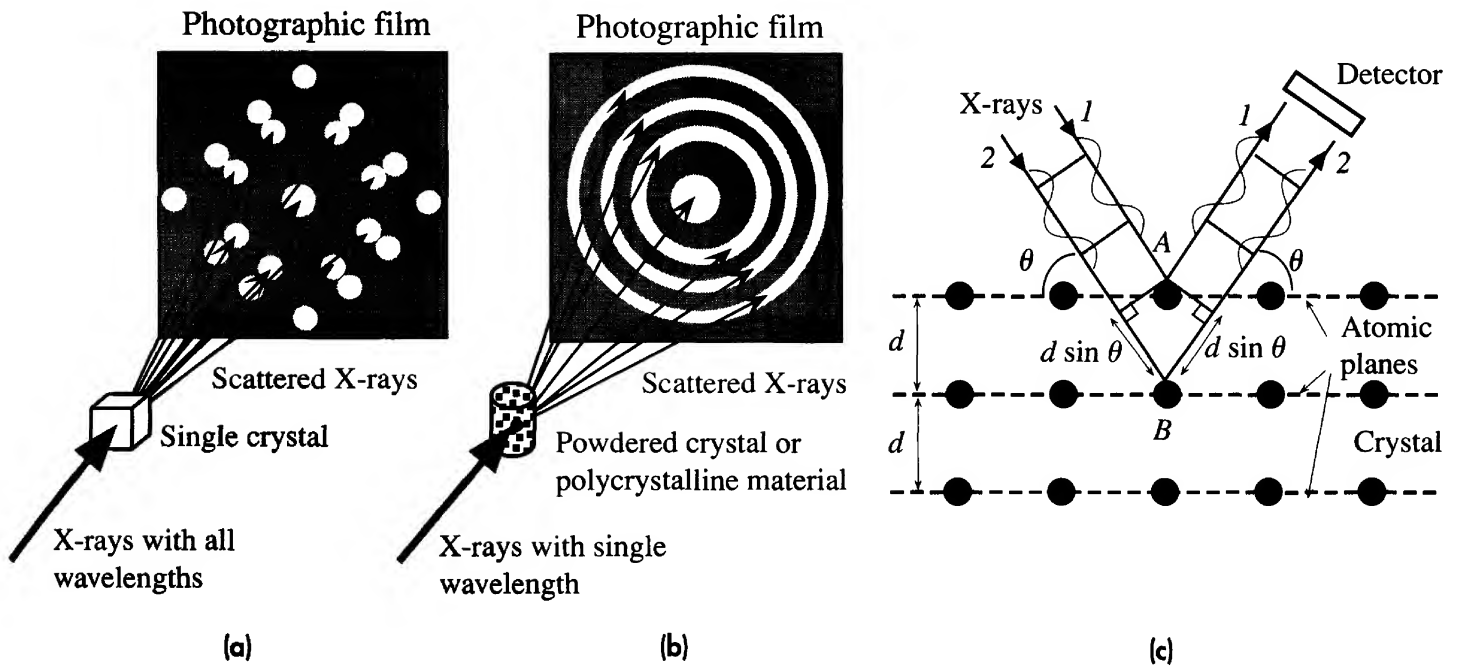 Photographic film
Scattered X-rays
Single crystal
X-rays with all
wavelengths
(a)
Photographic film
Scattered X-rays
Powdered crystal or
polycrystalline material
X-rays with single
wavelength
(b)
Detector
X-rays
1
2
1
2
A
θ
θ
d
d sin θ
d sin θ
Atomic
planes
B
d
Crystal
(c)